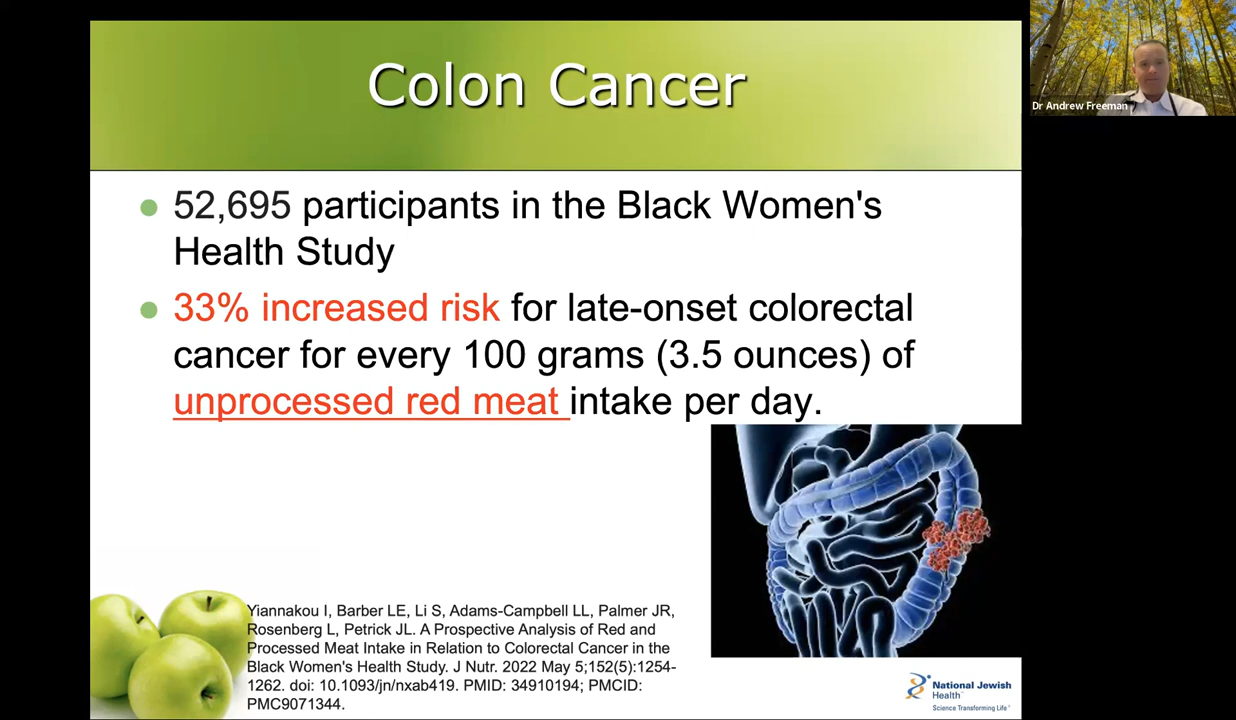 Colon Cancer
Dr Andrew Freeman
52,695 participants in the Black Women's
Health Study
33% increased risk for late-onset colorectal
cancer for every 100 grams (3.5 ounces) of
unprocessed red meat intake per day.
Yiannakou I, Barber LE, Li S, Adams-Campbell LL, Palmer JR,
Rosenberg L, Petrick JL. A Prospective Analysis of Red and
Processed Meat Intake in Relation to Colorectal Cancer in the
Black Women's Health Study. J Nutr. 2022 May 5;152(5):1254-
1262. doi: 10.1093/jn/nxab419. PMID: 34910194; PMCID:
PMC9071344.
National Jewish
Health™
Science Transforming Life®